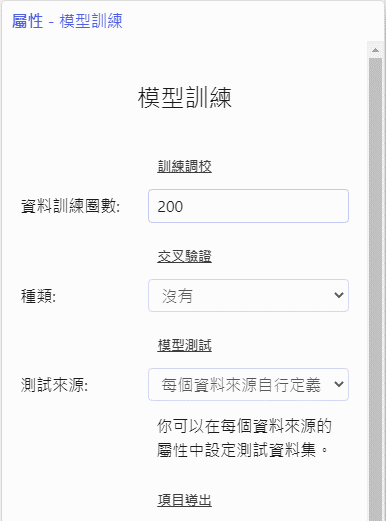 屬性 - 模型訓練
模型訓練
訓練調校
資料訓練圈數: 200
交叉驗證
種類: 沒有
模型測試
測試來源: 每個資料來源自行定義
你可以在每個資料來源的
屬性中設定測試資料集。
項目導出